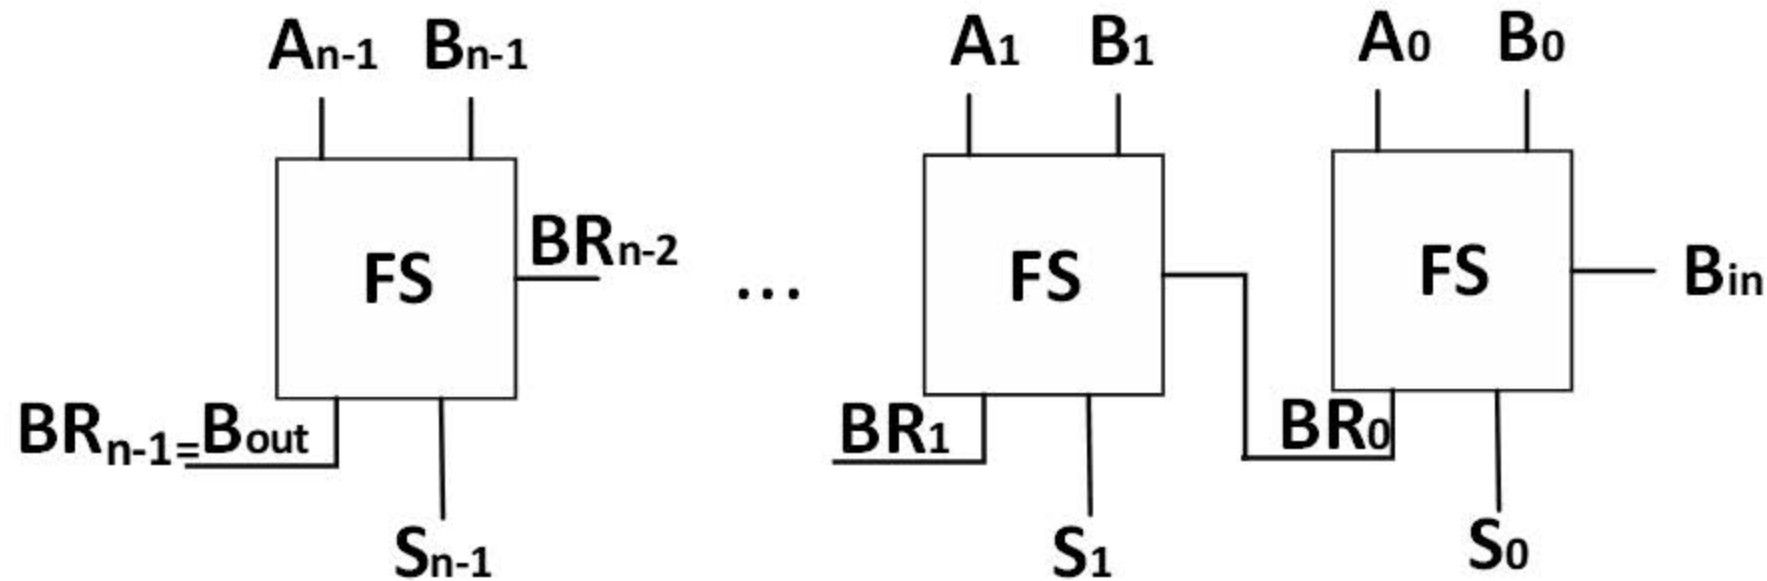 Aₙ₋₁ Bₙ₋₁ A₁ B₁ A₀ B₀
FS BRₙ₋₂ ... FS FS Bin
BRₙ₋₁=Bout BR₁ BR₀
Sₙ₋₁ S₁ S₀